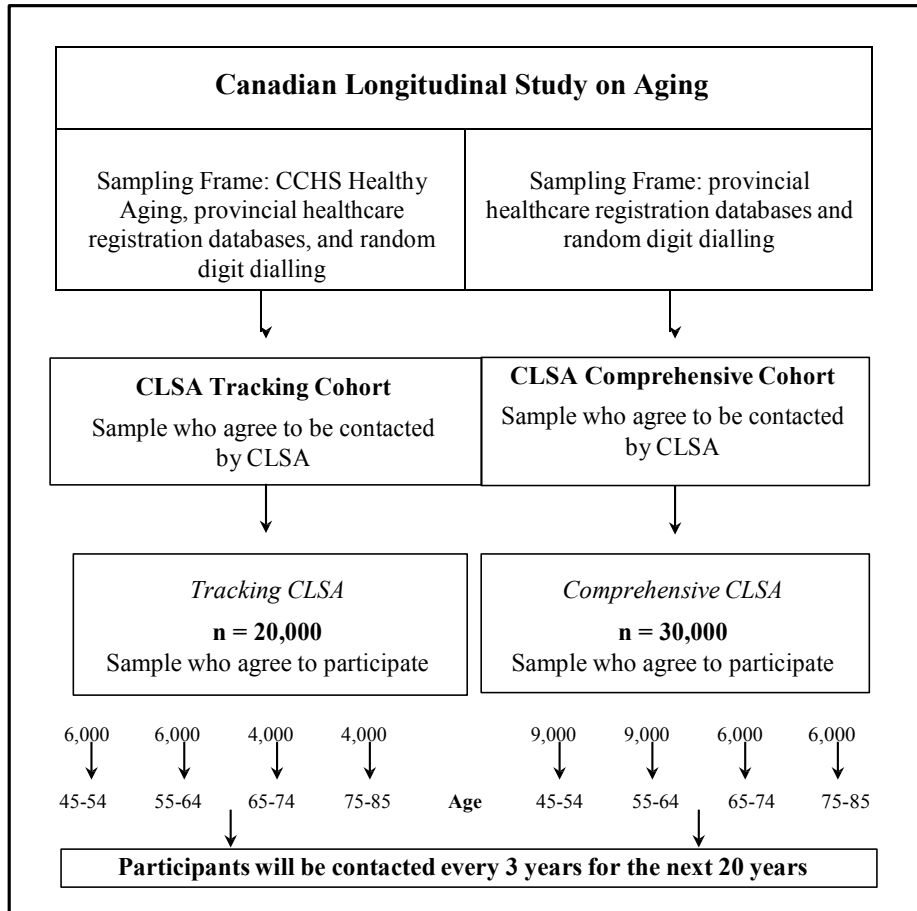 Canadian Longitudinal Study on Aging
Sampling Frame: CCHS Healthy
Aging, provincial healthcare
registration databases, and random
digit dialling
Sampling Frame: provincial
healthcare registration databases and
random digit dialling
CLSA Tracking Cohort
Sample who agree to be contacted
by CLSA
CLSA Comprehensive Cohort
Sample who agree to be contacted
by CLSA
Tracking CLSA
n = 20,000
Sample who agree to participate
Comprehensive CLSA
n = 30,000
Sample who agree to participate
6,000 6,000 4,000 4,000 9,000 9,000 6,000 6,000
45-54 55-64 65-74 75-85 Age 45-54 55-64 65-74 75-85
Participants will be contacted every 3 years for the next 20 years